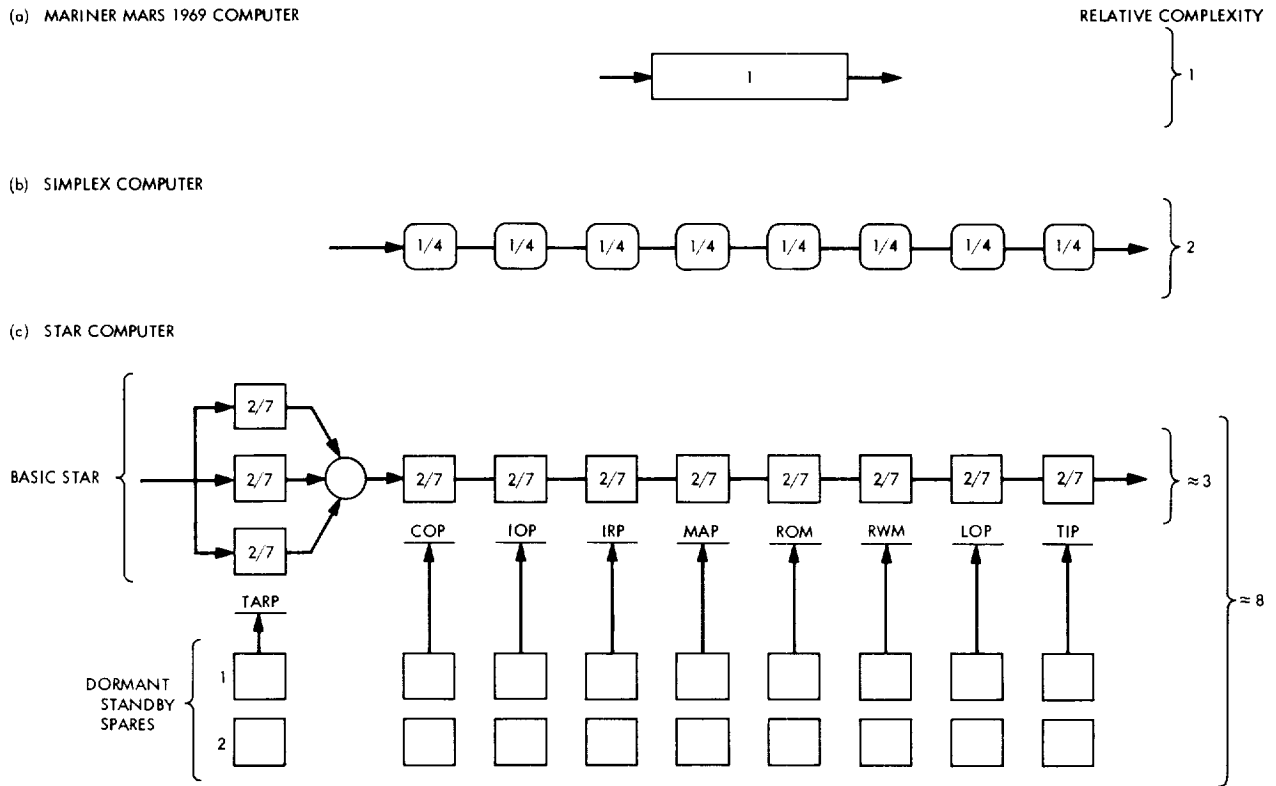 (a) MARINER MARS 1969 COMPUTER
RELATIVE COMPLEXITY
1
1
(b) SIMPLEX COMPUTER
1/4 1/4 1/4 1/4 1/4 1/4 1/4 1/4
2
(c) STAR COMPUTER
2/7
BASIC STAR
2/7
2/7 2/7 2/7 2/7 2/7 2/7 2/7 2/7
≈3
2/7
COP IOP IRP MAP ROM RWM LOP TIP
TARP
≈8
DORMANT
STANDBY
SPARES
1
2